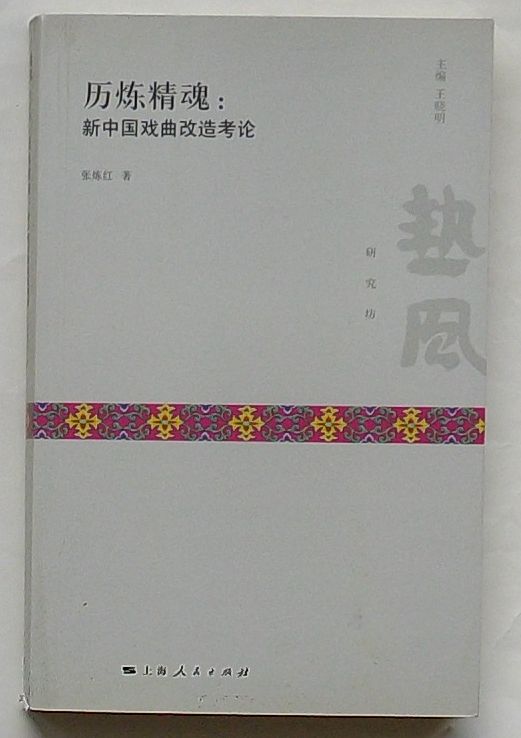 历炼精魂：
新中国戏曲改造考论
张炼红 著
主编 王晓明
热风
研究坊
上海人民出版社